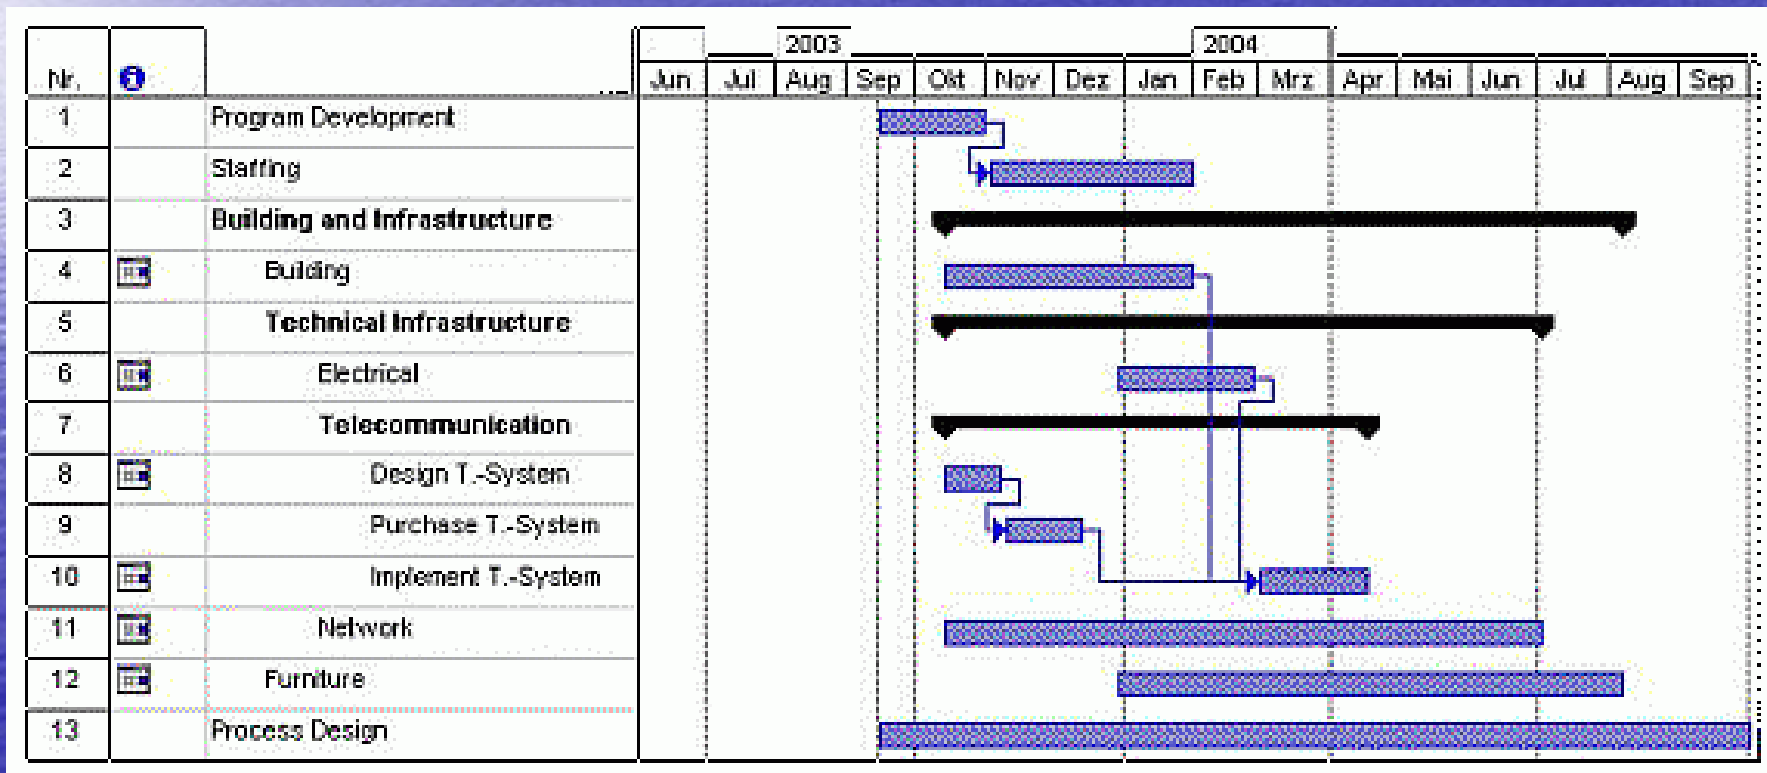 2003 2004
Nr. Jun Jul Aug Sep Okt Nov Dez Jan Feb Mrz Apr Mai Jun Jul Aug Sep
1 Program Development
2 Staffing
3 Building and Infrastructure
4 Building
5 Technical Infrastructure
6 Electrical
7 Telecommunication
8 Design T.-System
9 Purchase T.-System
10 Implement T.-System
11 Network
12 Furniture
13 Process Design